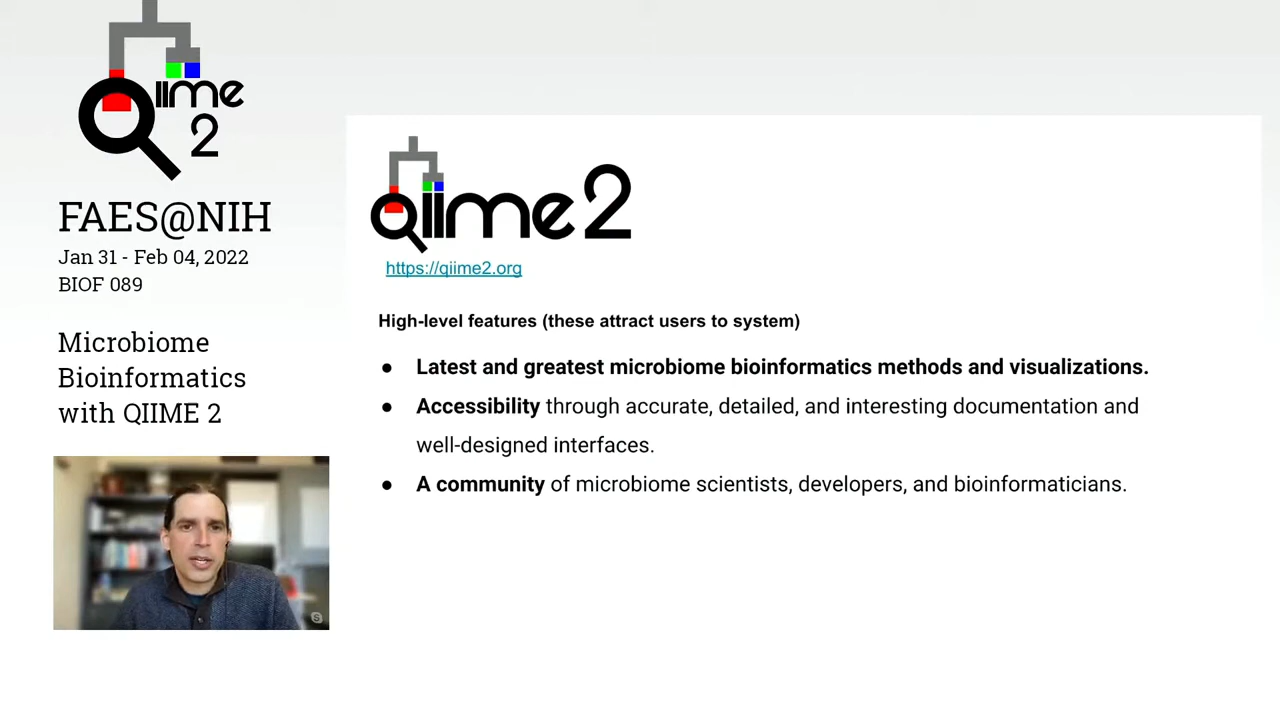 Qiime
2
FAES@NIH
Jan 31 - Feb 04, 2022
BIOF 089
Microbiome
Bioinformatics
with QIIME 2
Qiime2
https://qiime2.org
High-level features (these attract users to system)
● Latest and greatest microbiome bioinformatics methods and visualizations.
● Accessibility through accurate, detailed, and interesting documentation and
well-designed interfaces.
● A community of microbiome scientists, developers, and bioinformaticians.